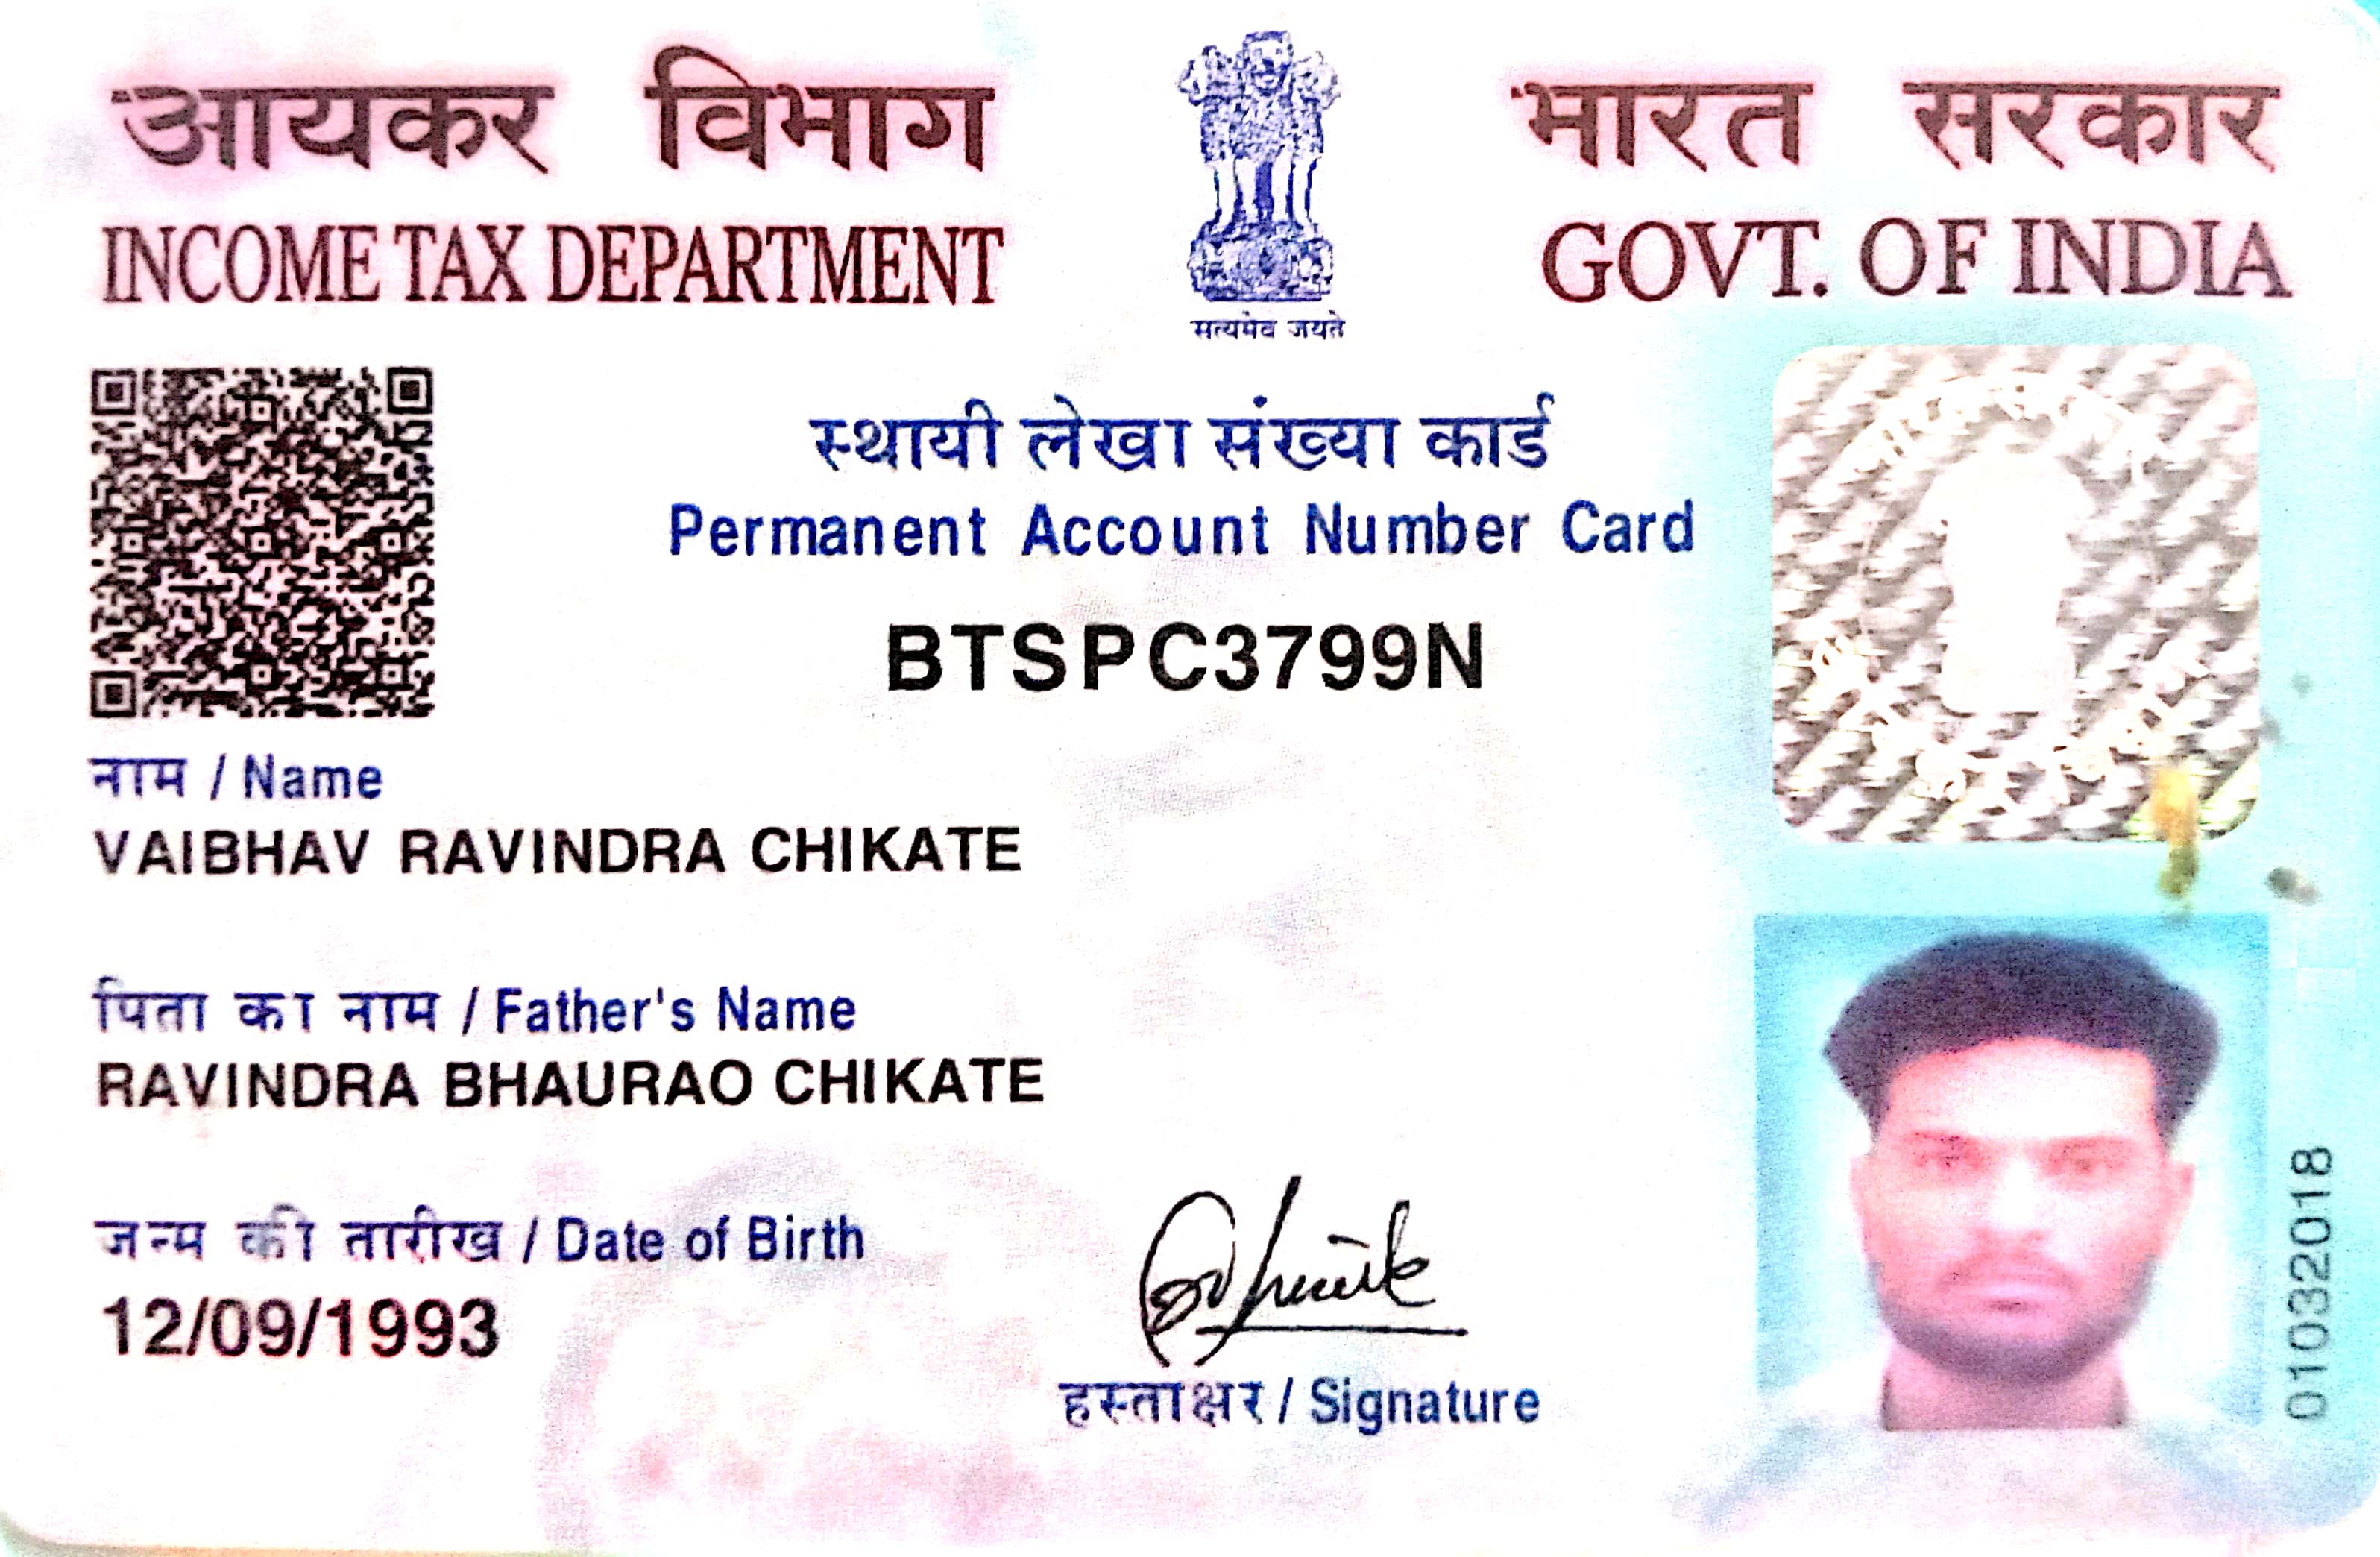 आयकर विभाग
INCOME TAX DEPARTMENT
सत्यमेव जयते
भारत सरकार
GOVT. OF INDIA
स्थायी लेखा संख्या कार्ड
Permanent Account Number Card
BTSPC3799N
नाम / Name
VAIBHAV RAVINDRA CHIKATE
पिता का नाम / Father's Name
RAVINDRA BHAURAO CHIKATE
जन्म की तारीख / Date of Birth
12/09/1993
हस्ताक्षर / Signature
01032018